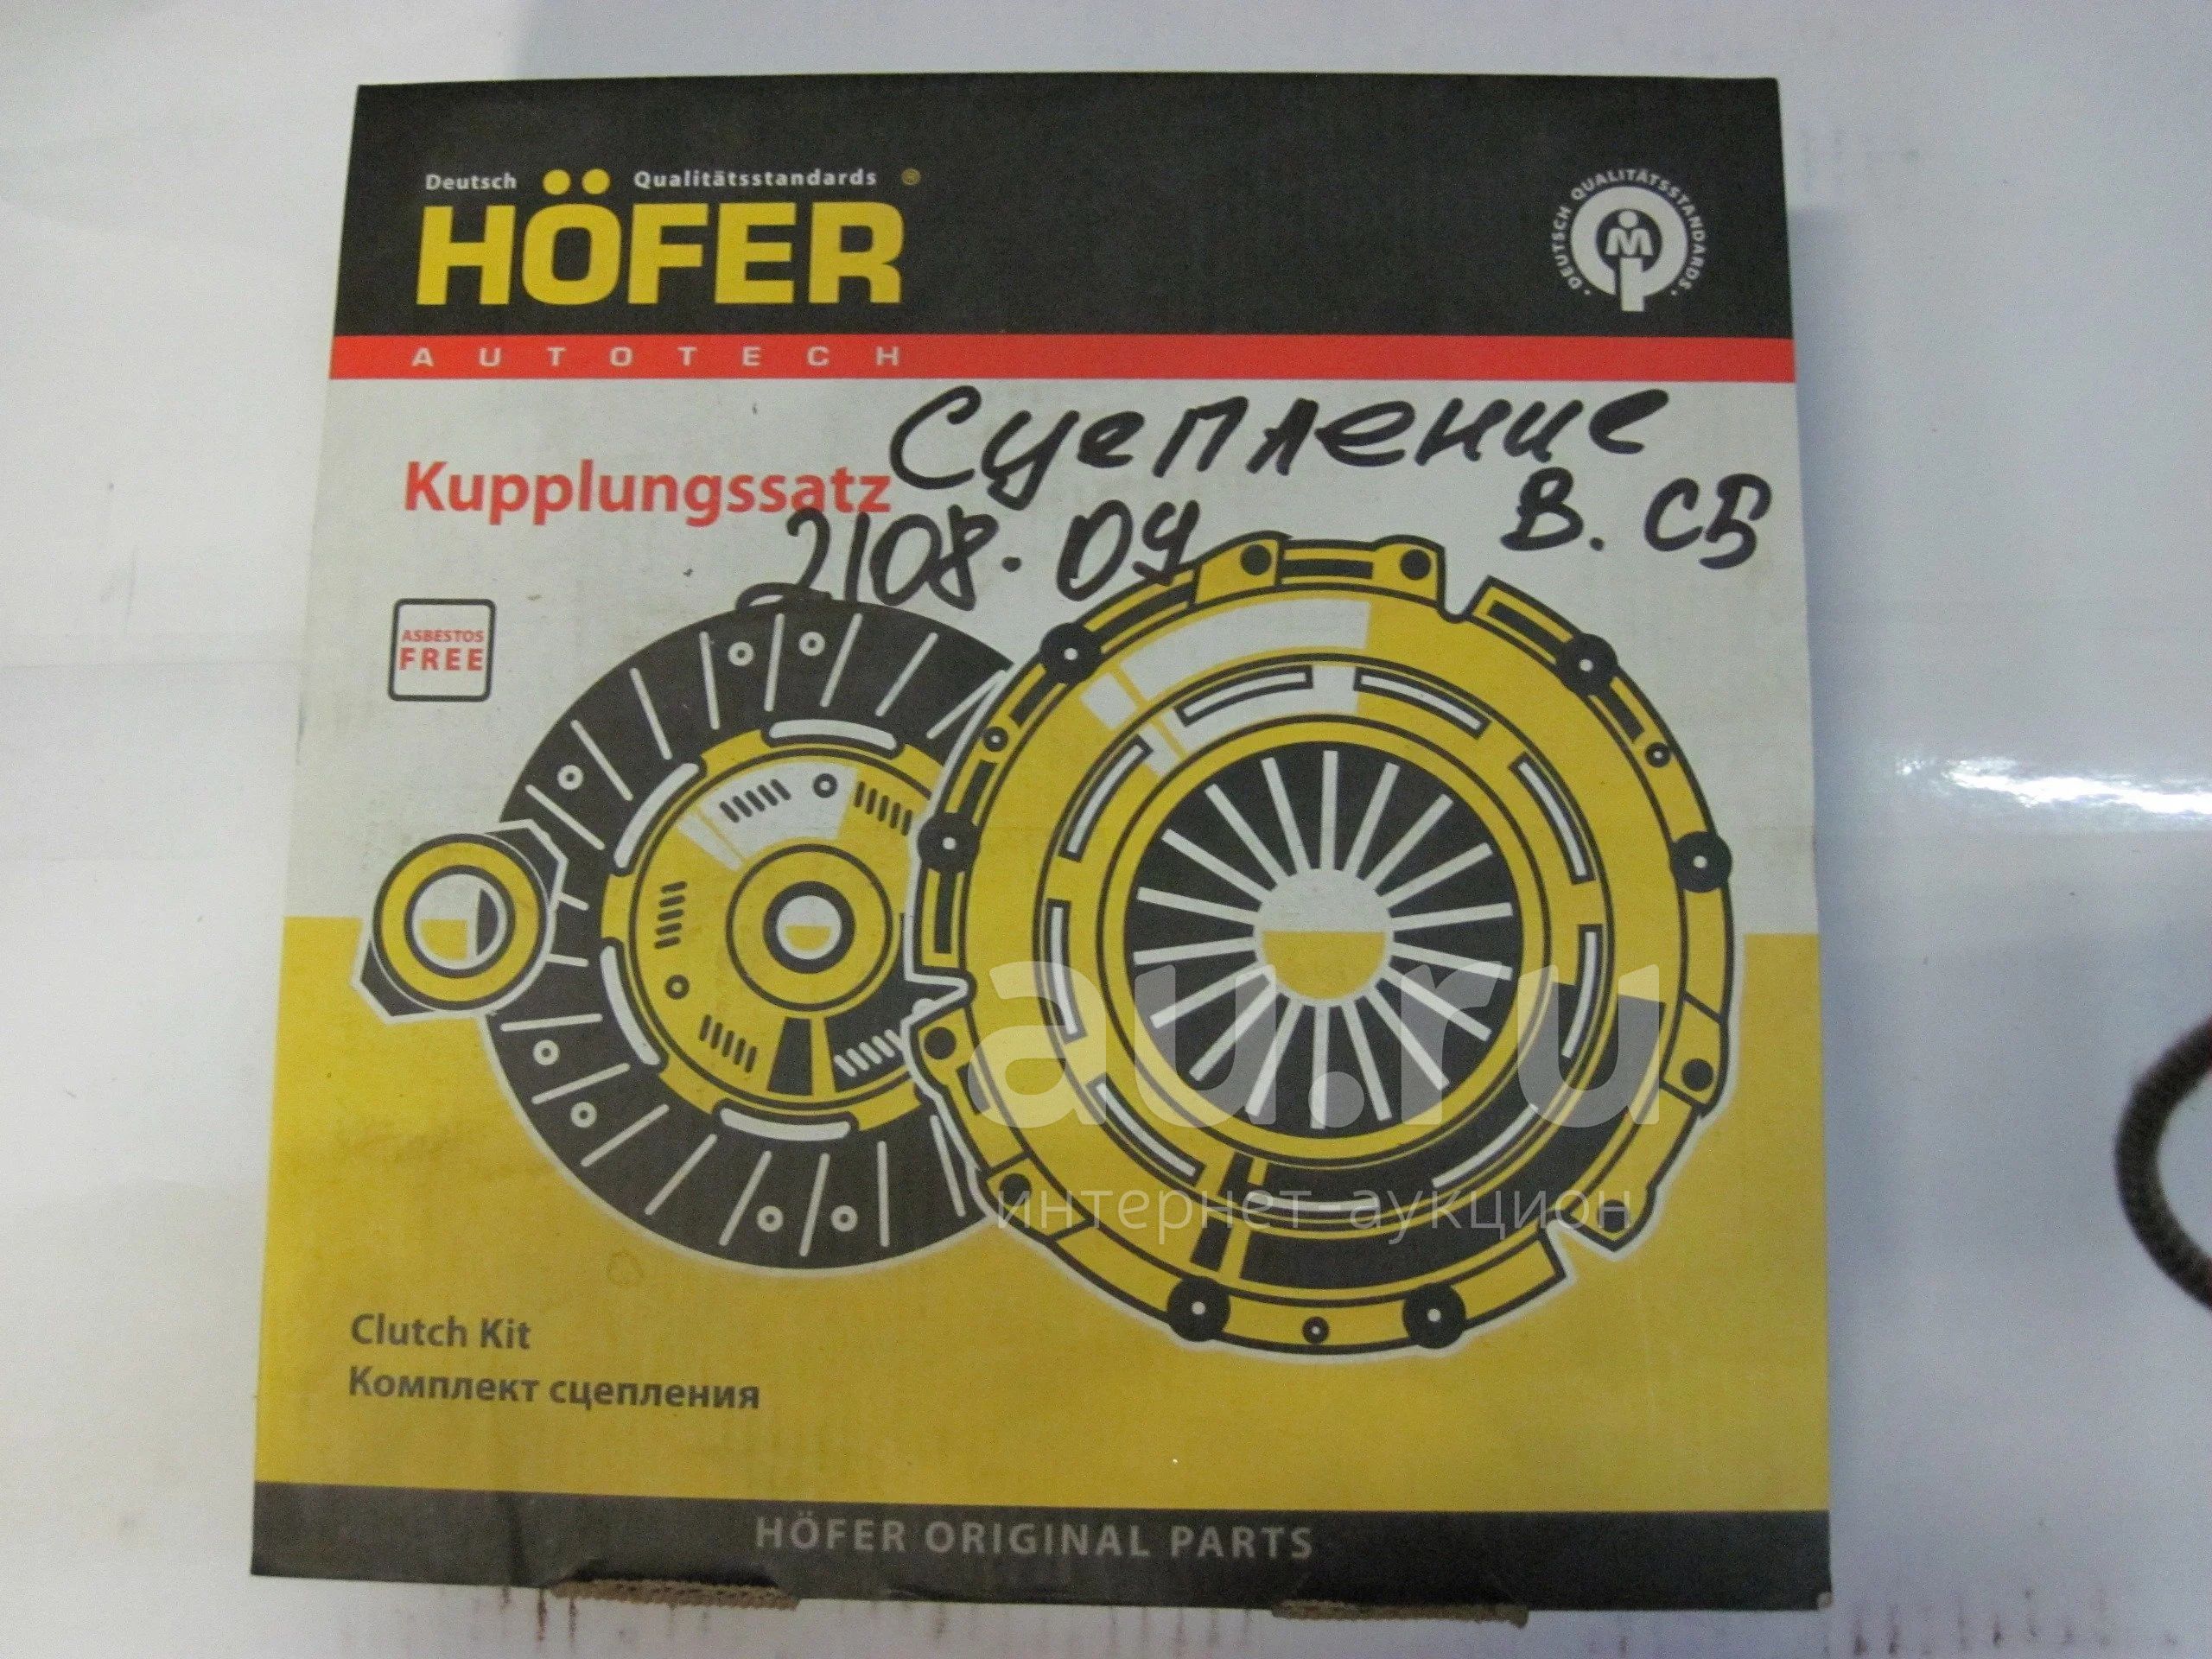 Deutsch Qualitätsstandards ®
HÖFER
AUTOTECH
· DEUTSCH QUALITÄTSSTANDARDS ·
M
Сцепление
Kupplungssatz
В. СБ
2108. 09
ASBESTOS
FREE
au.ru
интернет-аукцион
Clutch Kit
Комплект сцепления
HÖFER ORIGINAL PARTS